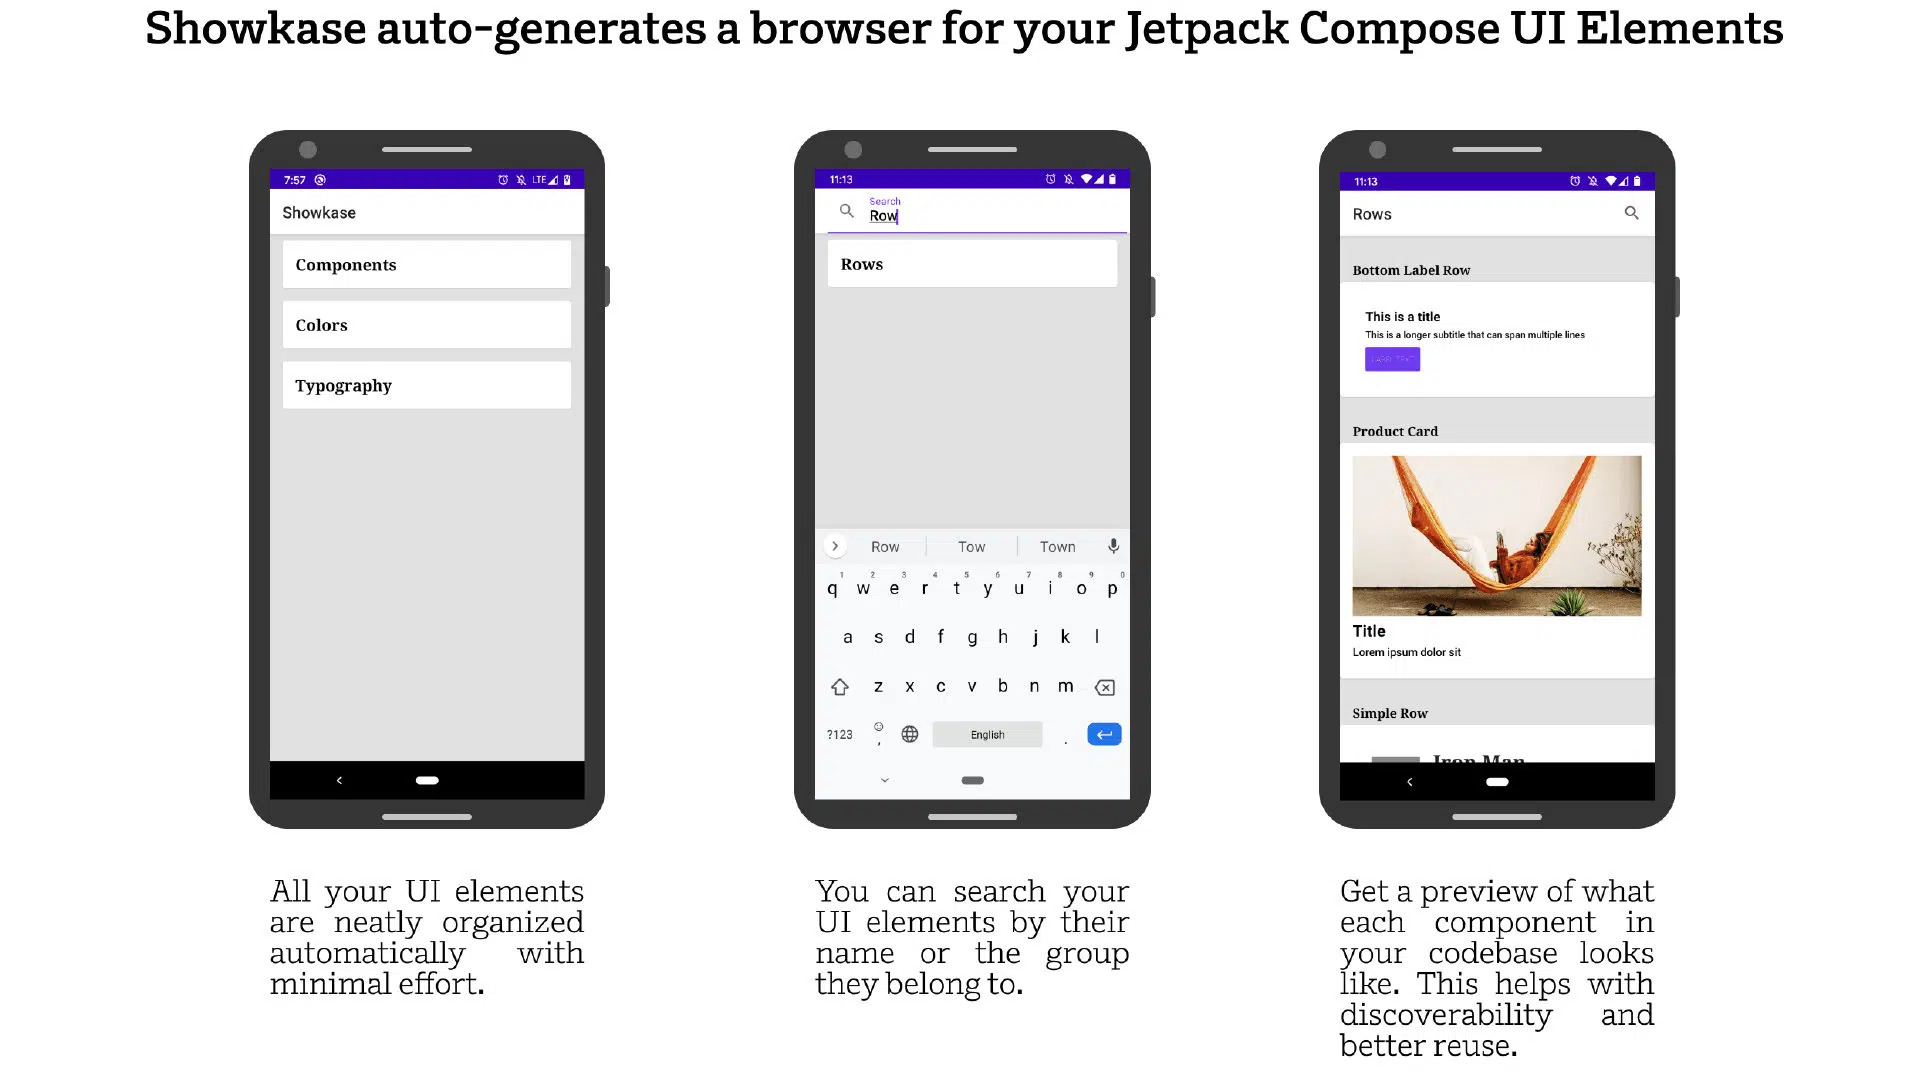 Showkase auto-generates a browser for your Jetpack Compose UI Elements
7:57 LTE
Showkase
Components
Colors
Typography
All your UI elements
are neatly organized
automatically with
minimal effort.
11:13
Search
Row
Rows
Row Tow Town
1 2 3 4 5 6 7 8 9 0
q w e r t y u i o p
a s d f g h j k l
z x c v b n m
?123 , English .
You can search your
UI elements by their
name or the group
they belong to.
11:13
Rows
Bottom Label Row
This is a title
This is a longer subtitle that can span multiple lines
LABEL TEXT
Product Card
Title
Lorem ipsum dolor sit
Simple Row
Iron Man
Get a preview of what
each component in
your codebase looks
like. This helps with
discoverability and
better reuse.